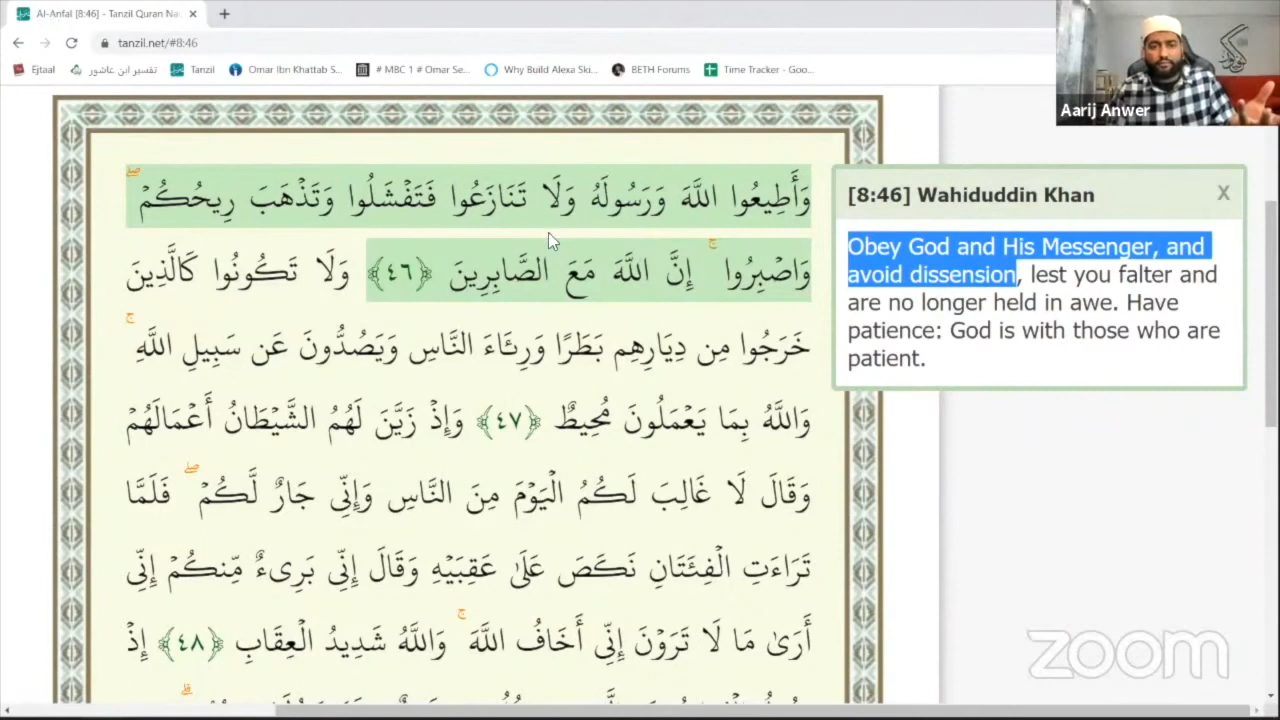 Al-Anfal [8:46] - Tanzil Quran Na
tanzil.net/#8:46
Ejtaal
تفسير ابن عاشور
Tanzil
Omar Ibn Khattab S...
# MBC 1 # Omar Se...
Why Build Alexa Ski...
BETH Forums
Time Tracker - Goo...
Aarij Anwer
وَأَطِيعُوا اللَّهَ وَرَسُولَهُ وَلَا تَنَازَعُوا فَتَفْشَلُوا وَتَذْهَبَ رِيحُكُمْ ۖ
وَاصْبِرُوا ۚ إِنَّ اللَّهَ مَعَ الصَّابِرِينَ ﴿٤٦﴾ وَلَا تَكُونُوا كَالَّذِينَ
خَرَجُوا مِن دِيَارِهِم بَطَرًا وَرِئَاءَ النَّاسِ وَيَصُدُّونَ عَن سَبِيلِ اللَّهِ ۚ
وَاللَّهُ بِمَا يَعْمَلُونَ مُحِيطٌ ﴿٤٧﴾ وَإِذْ زَيَّنَ لَهُمُ الشَّيْطَانُ أَعْمَالَهُمْ
وَقَالَ لَا غَالِبَ لَكُمُ الْيَوْمَ مِنَ النَّاسِ وَإِنِّي جَارٌ لَّكُمْ ۖ فَلَمَّا
تَرَاءَتِ الْفِئَتَانِ نَكَصَ عَلَىٰ عَقِبَيْهِ وَقَالَ إِنِّي بَرِيءٌ مِّنكُمْ إِنِّي
أَرَىٰ مَا لَا تَرَوْنَ إِنِّي أَخَافُ اللَّهَ ۚ وَاللَّهُ شَدِيدُ الْعِقَابِ ﴿٤٨﴾ إِذْ
[8:46] Wahiduddin Khan X
Obey God and His Messenger, and
avoid dissension, lest you falter and
are no longer held in awe. Have
patience: God is with those who are
patient.
zoom